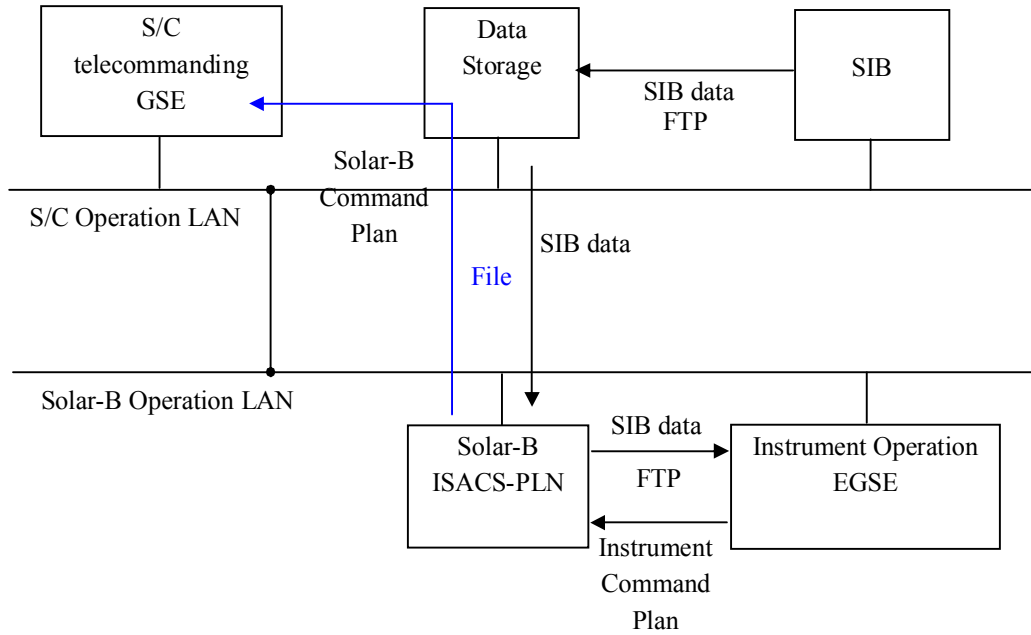 S/C
telecommanding
GSE
Data
Storage
SIB
SIB data
FTP
Solar-B
Command
Plan
S/C Operation LAN
SIB data
File
Solar-B Operation LAN
Solar-B
ISACS-PLN
SIB data
FTP
Instrument Operation
EGSE
Instrument
Command
Plan